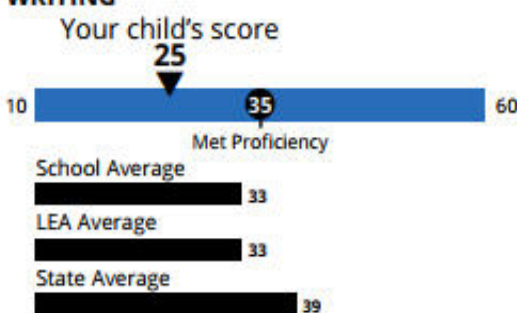 WRITING
Your child's score
25
10 35 60
Met Proficiency
School Average
33
LEA Average
33
State Average
39